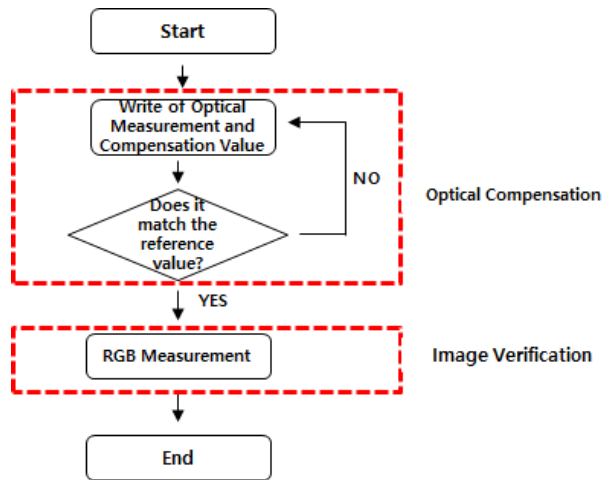 Start
Write of Optical
Measurement and
Compensation Value
NO
Does it
match the
reference
value?
Optical Compensation
YES
RGB Measurement
Image Verification
End